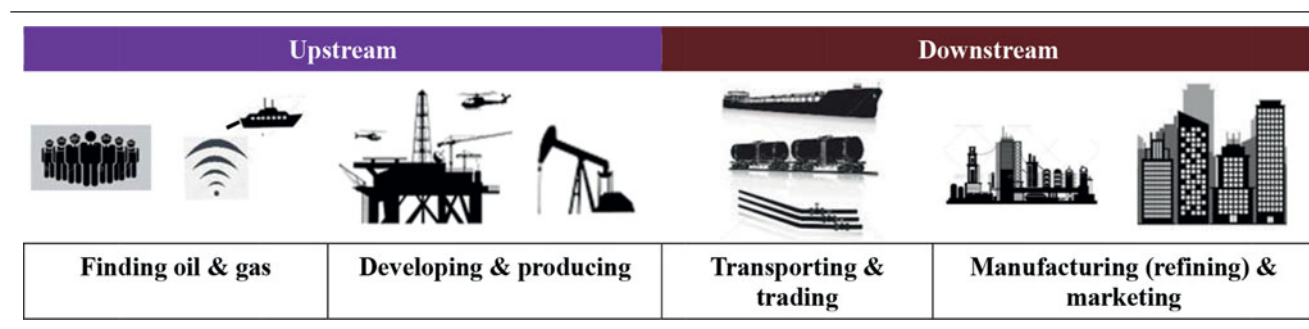 Upstream
Downstream
Finding oil & gas
Developing & producing
Transporting &
trading
Manufacturing (refining) &
marketing